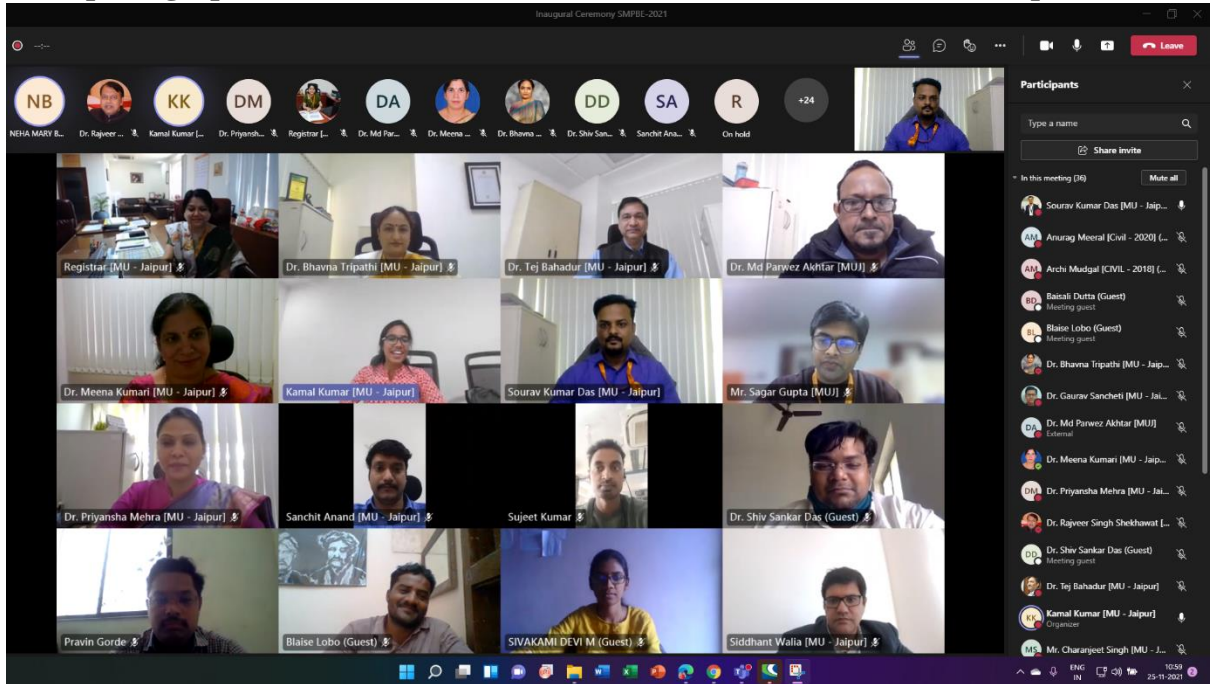 Inaugural Ceremony SMPBE-2021
--:--
Leave
NB
KK
DM
DA
DD
SA
R
+24
NEHA MARY B...
Dr. Rajveer ...
Kamal Kumar [...
Dr. Priyansh...
Registrar [...
Dr. Md Par...
Dr. Meena ...
Dr. Bhavna ...
Dr. Shiv San...
Sanchit Ana...
On hold
Registrar [MU - Jaipur]
Dr. Bhavna Tripathi [MU - Jaipur]
Dr. Tej Bahadur [MU - Jaipur]
Dr. Md Parwez Akhtar [MUJ]
Dr. Meena Kumari [MU - Jaipur]
Kamal Kumar [MU - Jaipur]
Sourav Kumar Das [MU - Jaipur]
Mr. Sagar Gupta [MUJ]
Dr. Priyansha Mehra [MU - Jaipur]
Sanchit Anand [MU - Jaipur]
Sujeet Kumar
Dr. Shiv Sankar Das (Guest)
Pravin Gorde
Blaise Lobo (Guest)
SIVAKAMI DEVI M (Guest)
Siddhant Walia [MU - Jaipur]
Participants
Type a name
Share invite
In this meeting (36)
Mute all
Sourav Kumar Das [MU - Jaip...
AM
Anurag Meeral [Civil - 2020] (...
AM
Archi Mudgal [CIVIL - 2018] (...
BD
Baisali Dutta (Guest)
Meeting guest
BL
Blaise Lobo (Guest)
Meeting guest
Dr. Bhavna Tripathi [MU - Jaip...
Dr. Gaurav Sancheti [MU - Jai...
DA
Dr. Md Parwez Akhtar [MUJ]
External
Dr. Meena Kumari [MU - Jaip...
DM
Dr. Priyansha Mehra [MU - Jai...
Dr. Rajveer Singh Shekhawat [...
DD
Dr. Shiv Sankar Das (Guest)
Meeting guest
Dr. Tej Bahadur [MU - Jaipur]
KK
Kamal Kumar [MU - Jaipur]
Organizer
MS
Mr. Charanjeet Singh [MU - J...
ENG
IN
10:59
25-11-2021